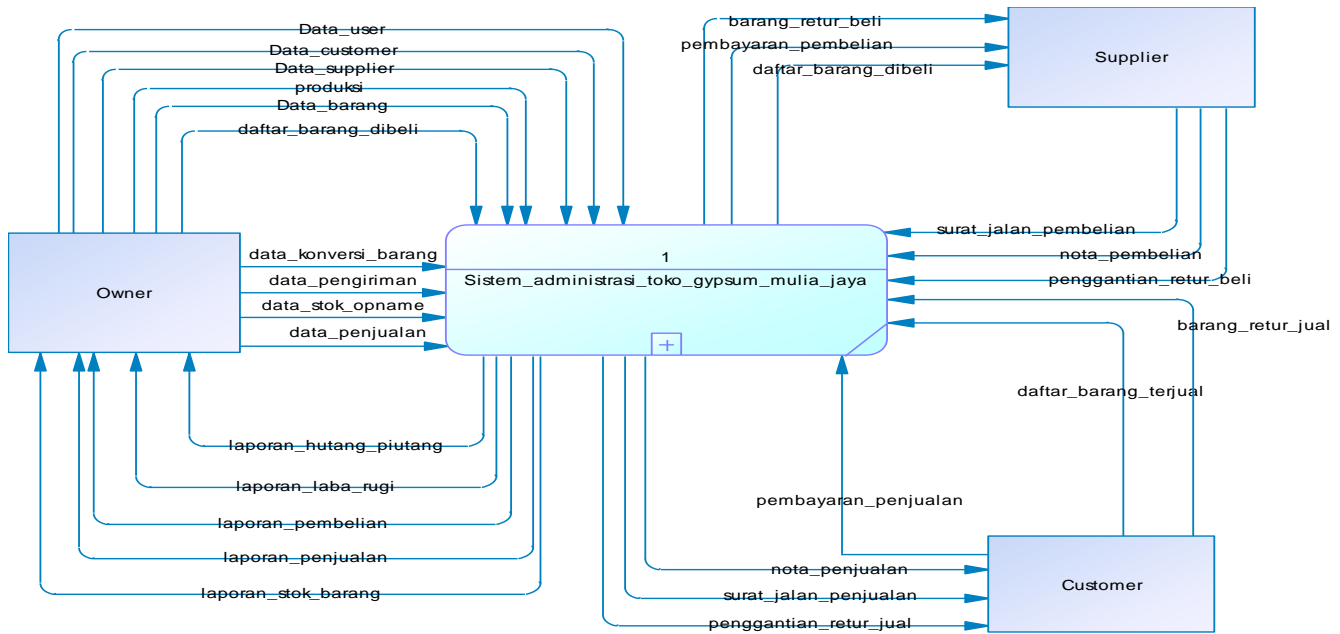 Data_user
Data_customer
Data_supplier
produksi
Data_barang
daftar_barang_dibeli
barang_retur_beli
pembayaran_pembelian
daftar_barang_dibeli
Supplier
surat_jalan_pembelian
nota_pembelian
penggantian_retur_beli
barang_retur_jual
daftar_barang_terjual
Owner
data_konversi_barang
data_pengiriman
data_stok_opname
data_penjualan
1
Sistem_administrasi_toko_gypsum_mulia_jaya
laporan_hutang_piutang
laporan_laba_rugi
laporan_pembelian
laporan_penjualan
laporan_stok_barang
pembayaran_penjualan
nota_penjualan
surat_jalan_penjualan
penggantian_retur_jual
Customer